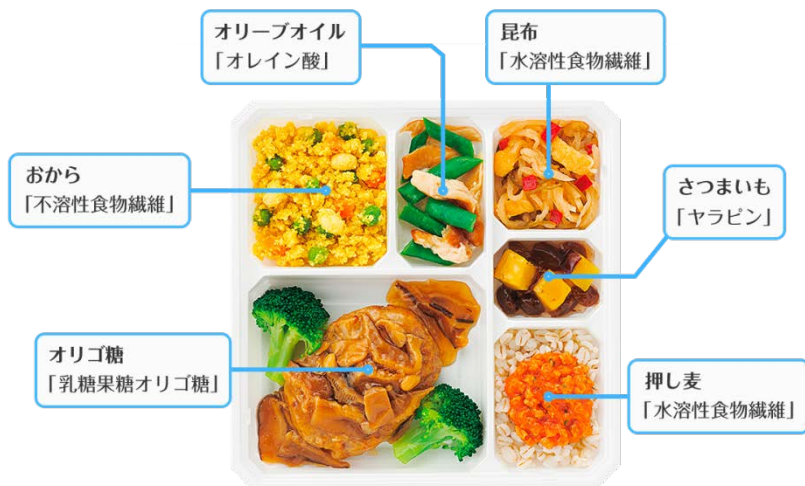 オリーブオイル
「オレイン酸」
昆布
「水溶性食物繊維」
おから
「不溶性食物繊維」
さつまいも
「ヤラピン」
オリゴ糖
「乳糖果糖オリゴ糖」
押し麦
「水溶性食物繊維」